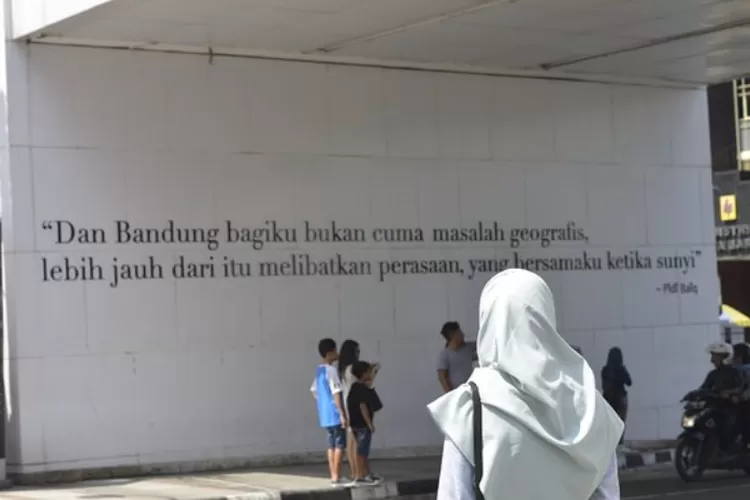 “Dan Bandung bagiku bukan cuma masalah geografis,
lebih jauh dari itu melibatkan perasaan, yang bersamaku ketika sunyi”
– Pidi Baiq